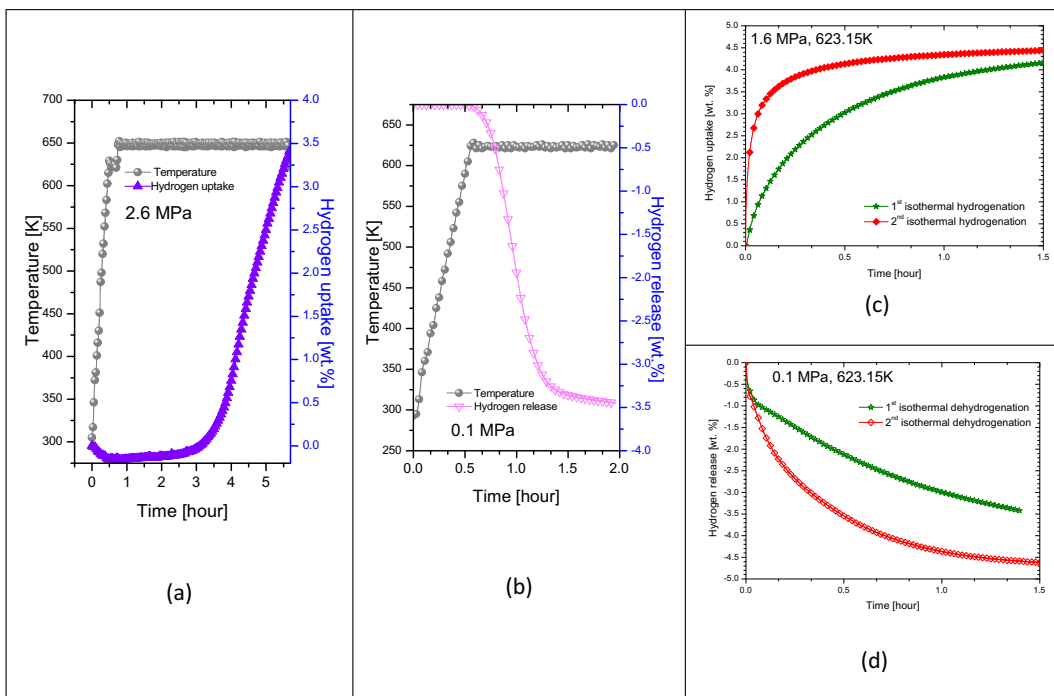 700
650
600
550
500
450
400
350
300
4.0
3.5
3.0
2.5
2.0
1.5
1.0
0.5
0.0
0 1 2 3 4 5
Temperature [K]
Hydrogen uptake [wt.%]
Time [hour]
Temperature
Hydrogen uptake
2.6 MPa
(a)
650
600
550
500
450
400
350
300
250
0.0
-0.5
-1.0
-1.5
-2.0
-2.5
-3.0
-3.5
-4.0
0.0 0.5 1.0 1.5 2.0
Temperature [K]
Hydrogen release [wt.%]
Time [hour]
Temperature
Hydrogen release
0.1 MPa
(b)
1.6 MPa, 623.15K
5.0
4.5
4.0
3.5
3.0
2.5
2.0
1.5
1.0
0.5
0.0
0.0 0.5 1.0 1.5
Hydrogen uptake [wt. %]
1st isothermal hydrogenation
2nd isothermal hydrogenation
Time [hour]
(c)
0.1 MPa, 623.15K
0.0
-0.5
-1.0
-1.5
-2.0
-2.5
-3.0
-3.5
-4.0
-4.5
-5.0
0.0 0.5 1.0 1.5
Hydrogen release [wt. %]
1st isothermal dehydrogenation
2nd isothermal dehydrogenation
Time [hour]
(d)